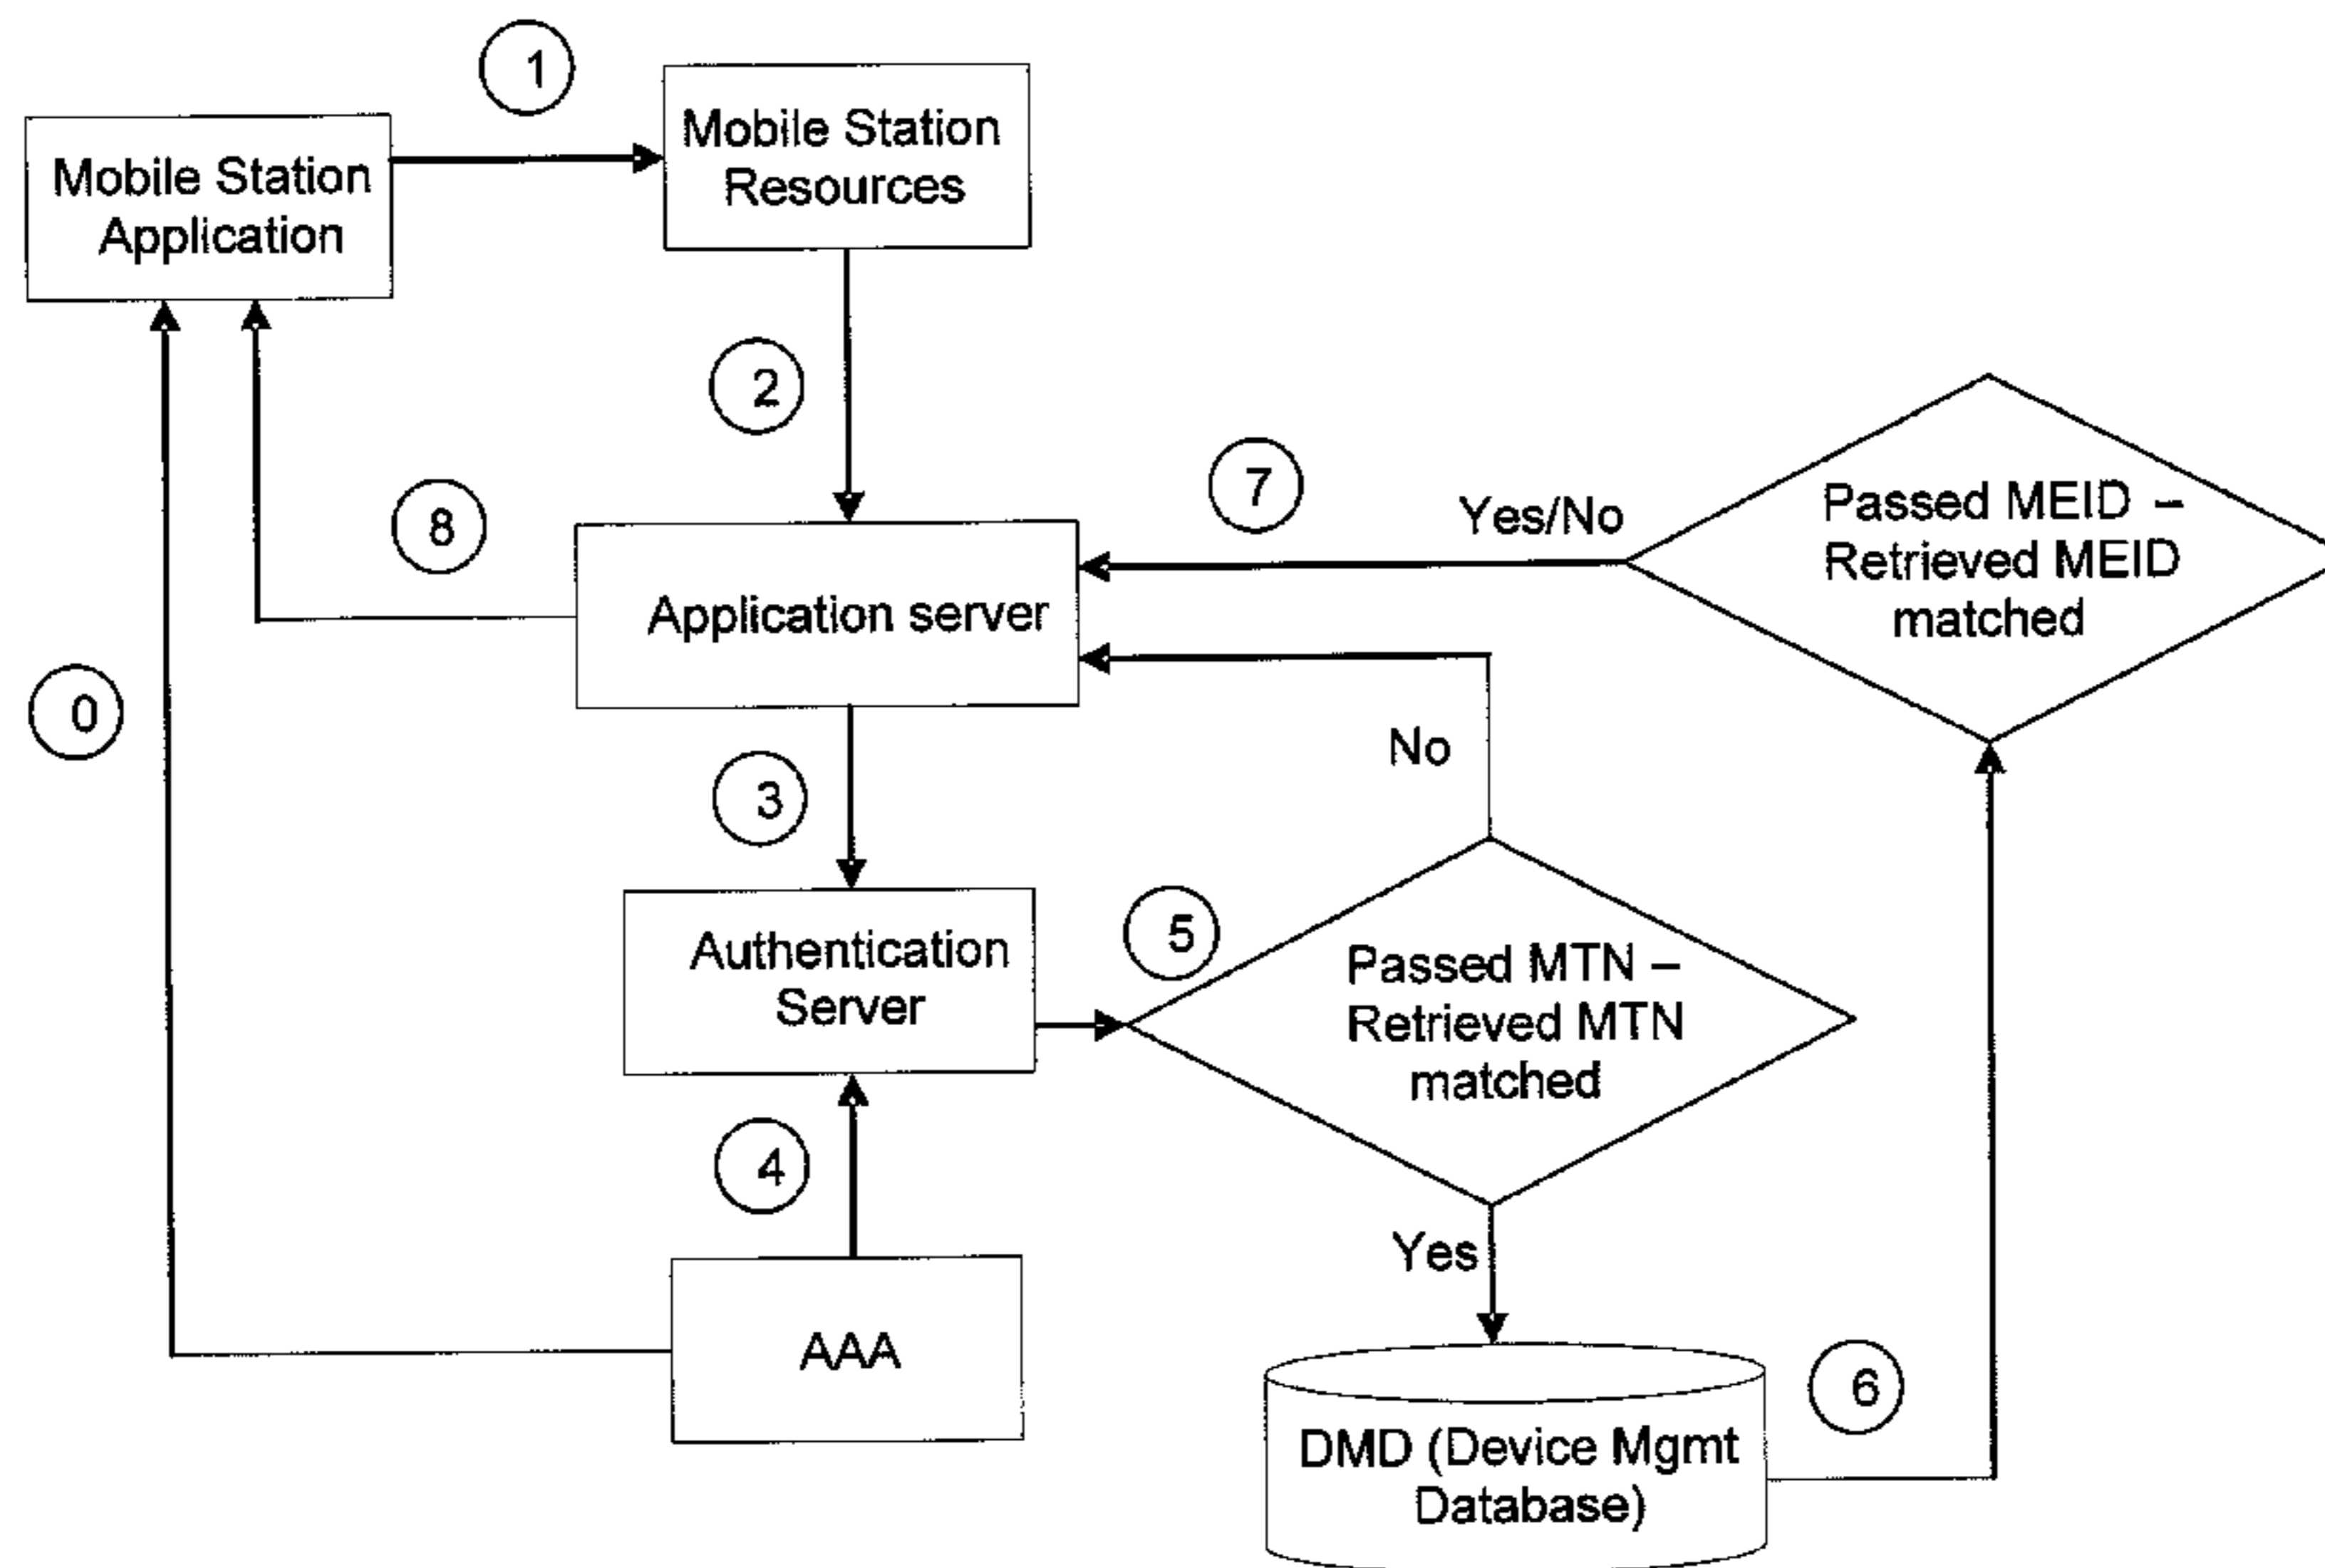 1
Mobile Station
Resources
Mobile Station
Application
2
7
Yes/No
Passed MEID –
Retrieved MEID
matched
8
Application server
0
No
3
5
Authentication
Server
Passed MTN –
Retrieved MTN
matched
4
Yes
AAA
6
DMD (Device Mgmt
Database)